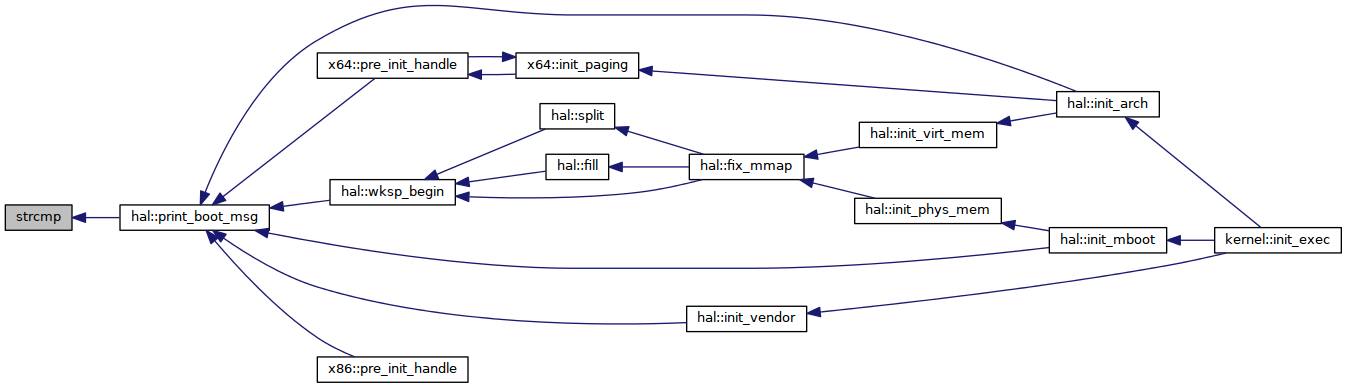 strcmp
hal::print_boot_msg
x64::pre_init_handle
x64::init_paging
hal::split
hal::fill
hal::wksp_begin
hal::fix_mmap
hal::init_virt_mem
hal::init_phys_mem
hal::init_arch
hal::init_mboot
kernel::init_exec
hal::init_vendor
x86::pre_init_handle